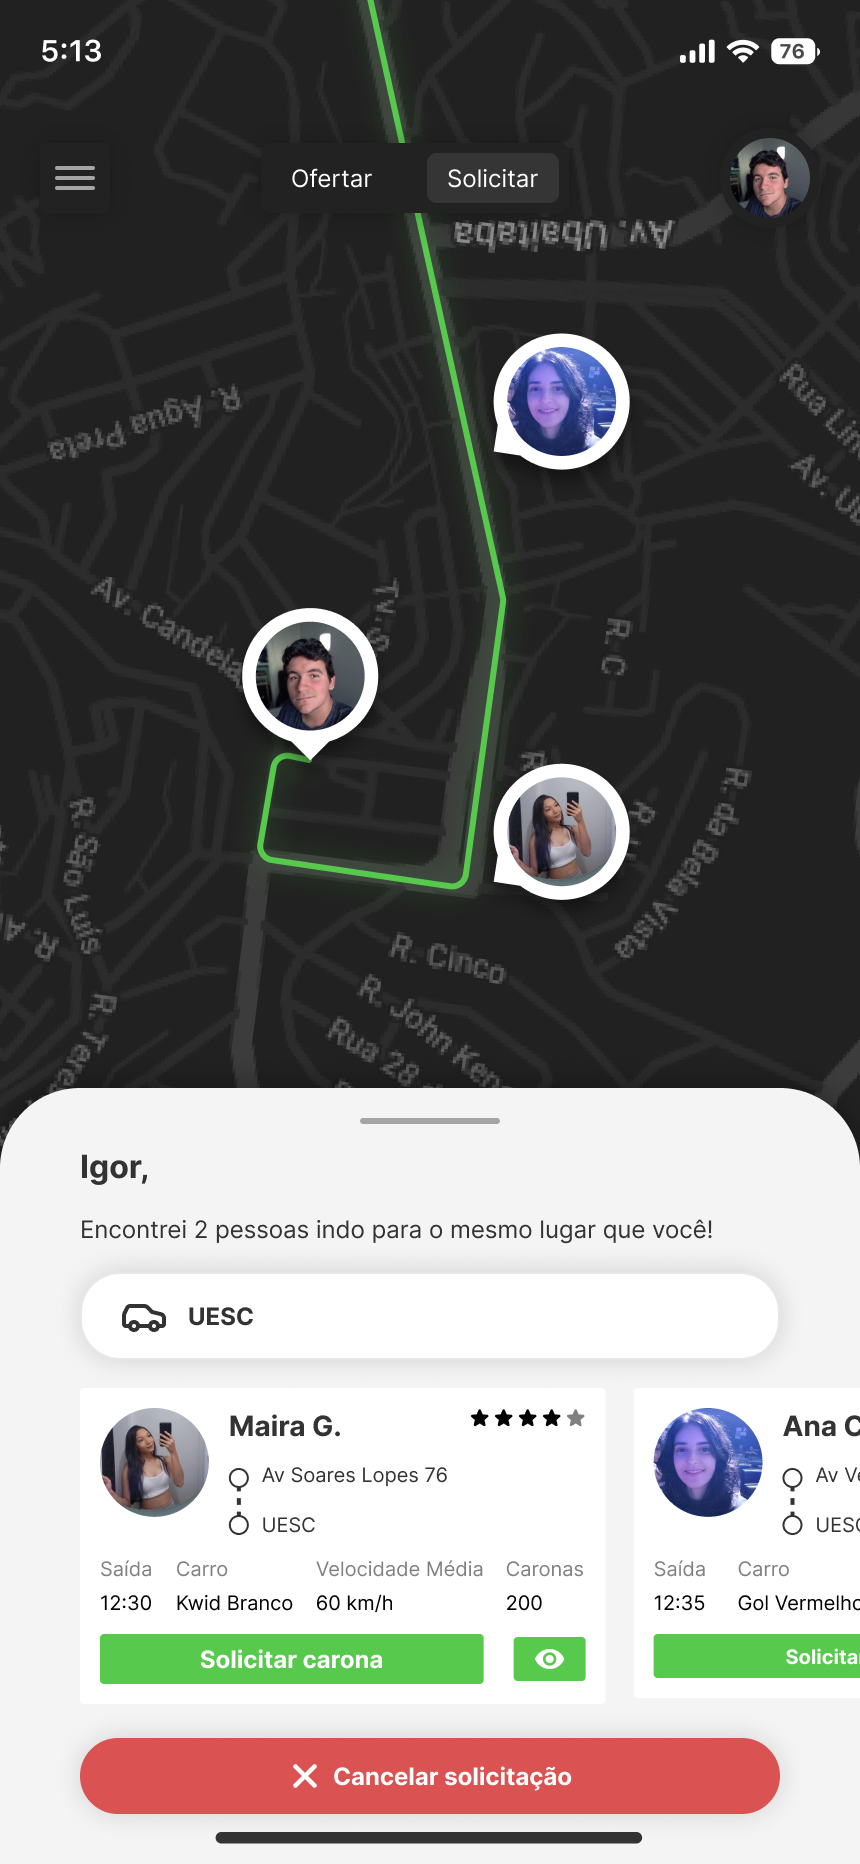 5:13
76
Ofertar
Solicitar
Av. Ubaitaba
R. Água Preta
Rua Lin
Av. Ub
Av. Candeia
Tv. S
R. C
R. da Bela Vista
R. São Luís
R. A
R. Cinco
R. John Kenn
R. Tere
Rua 28
Igor,
Encontrei 2 pessoas indo para o mesmo lugar que você!
UESC
Maira G.
Av Soares Lopes 76
UESC
Saída Carro Velocidade Média Caronas
12:30 Kwid Branco 60 km/h 200
Solicitar carona
Ana C
Av Ve
UESC
Saída Carro
12:35 Gol Vermelho
Solicitar
Cancelar solicitação